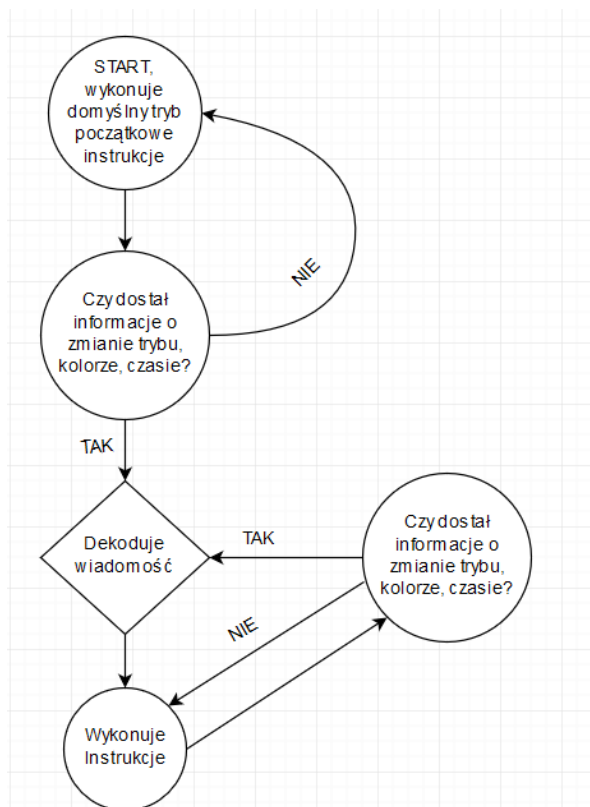 START,
wykonuje
domyślny tryb
początkowe
instrukcje
NIE
Czy dostał
informacje o
zmianie trybu,
kolorze, czasie?
TAK
Dekoduje
wiadomość
TAK
Czy dostał
informacje o
zmianie trybu,
kolorze, czasie?
NIE
Wykonuje
Instrukcje